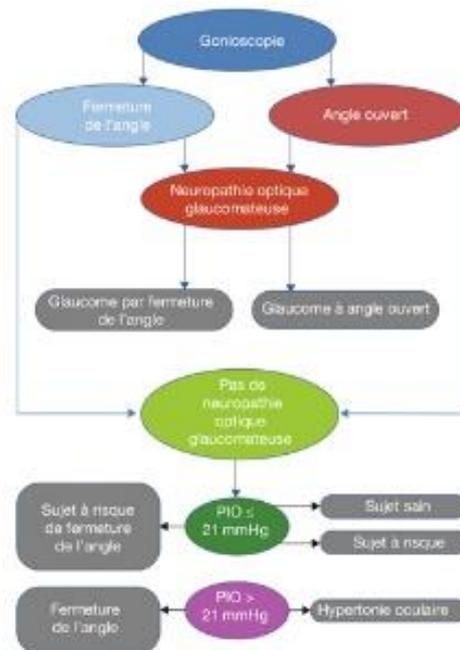 Gonioscopie
Fermeture
de l'angle
Angle ouvert
Neuropathie optique
glaucomateuse
Glaucome par fermeture
de l'angle
Glaucome à angle ouvert
Pas de
neuropathie
optique
glaucomateuse
Sujet à risque
de fermeture
de l'angle
PIO ≤
21 mmHg
Sujet sain
Sujet à risque
Fermeture
de l'angle
PIO >
21 mmHg
Hypertonie oculaire